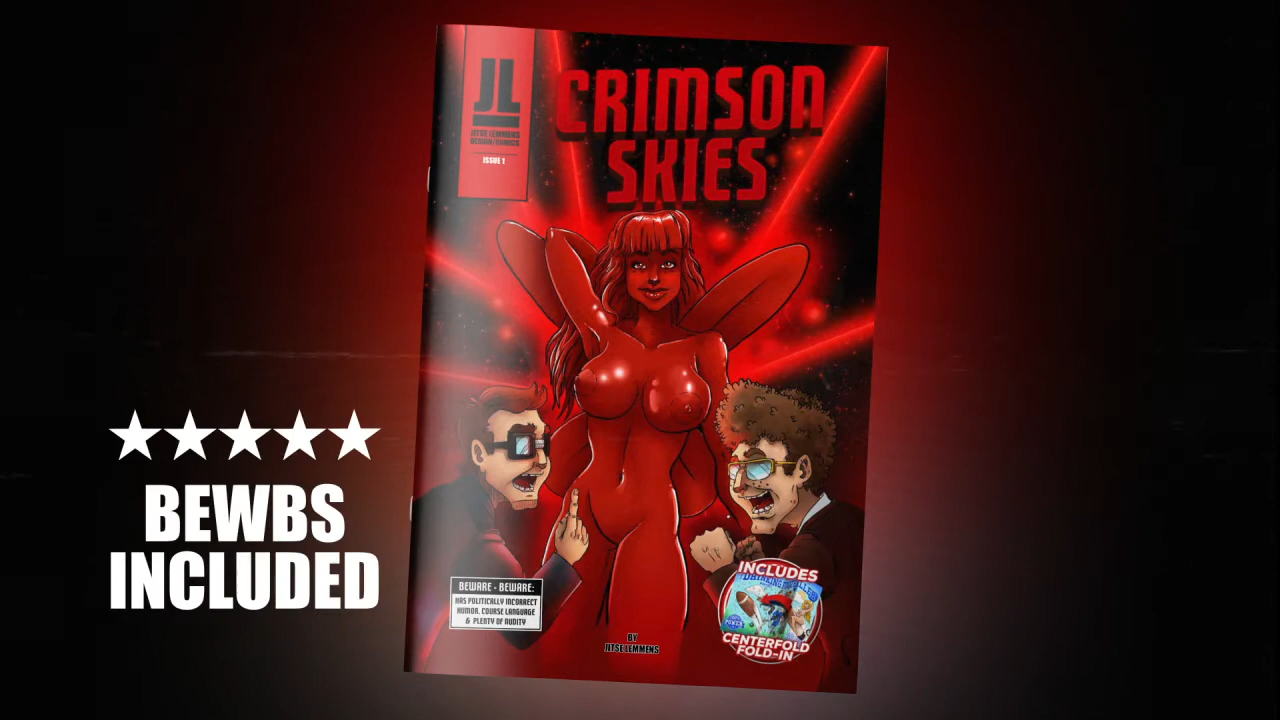 JL
JITSE LEMMENS
DESIGN/COMICS
ISSUE 1
CRIMSON
SKIES
★★★★★
BEWBS
INCLUDED
BEWARE - BEWARE:
HAS POLITICALLY INCORRECT
HUMOR, COURSE LANGUAGE
& PLENTY OF NUDITY
BY
JITSE LEMMENS
INCLUDES
CENTERFOLD
FOLD-IN